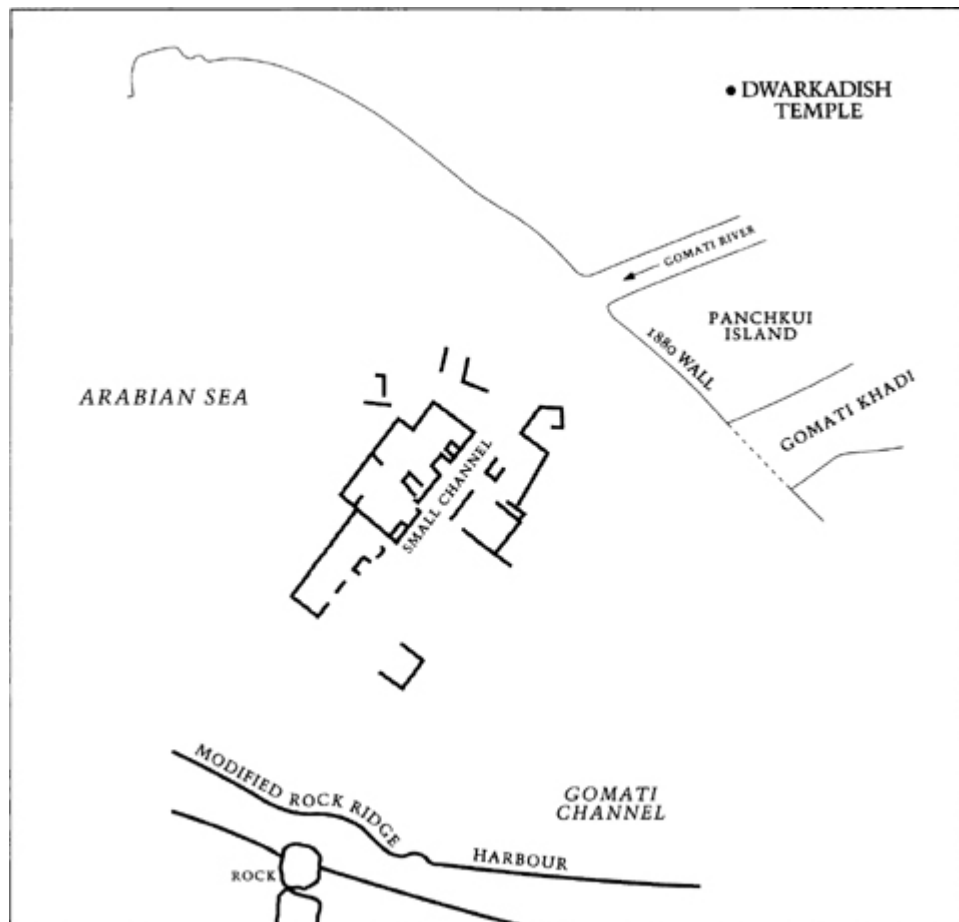 DWARKADISH
TEMPLE
GOMATI RIVER
PANCHKUI
ISLAND
1880 WALL
ARABIAN SEA
GOMATI KHADI
SMALL CHANNEL
MODIFIED ROCK RIDGE
GOMATI
CHANNEL
HARBOUR
ROCK